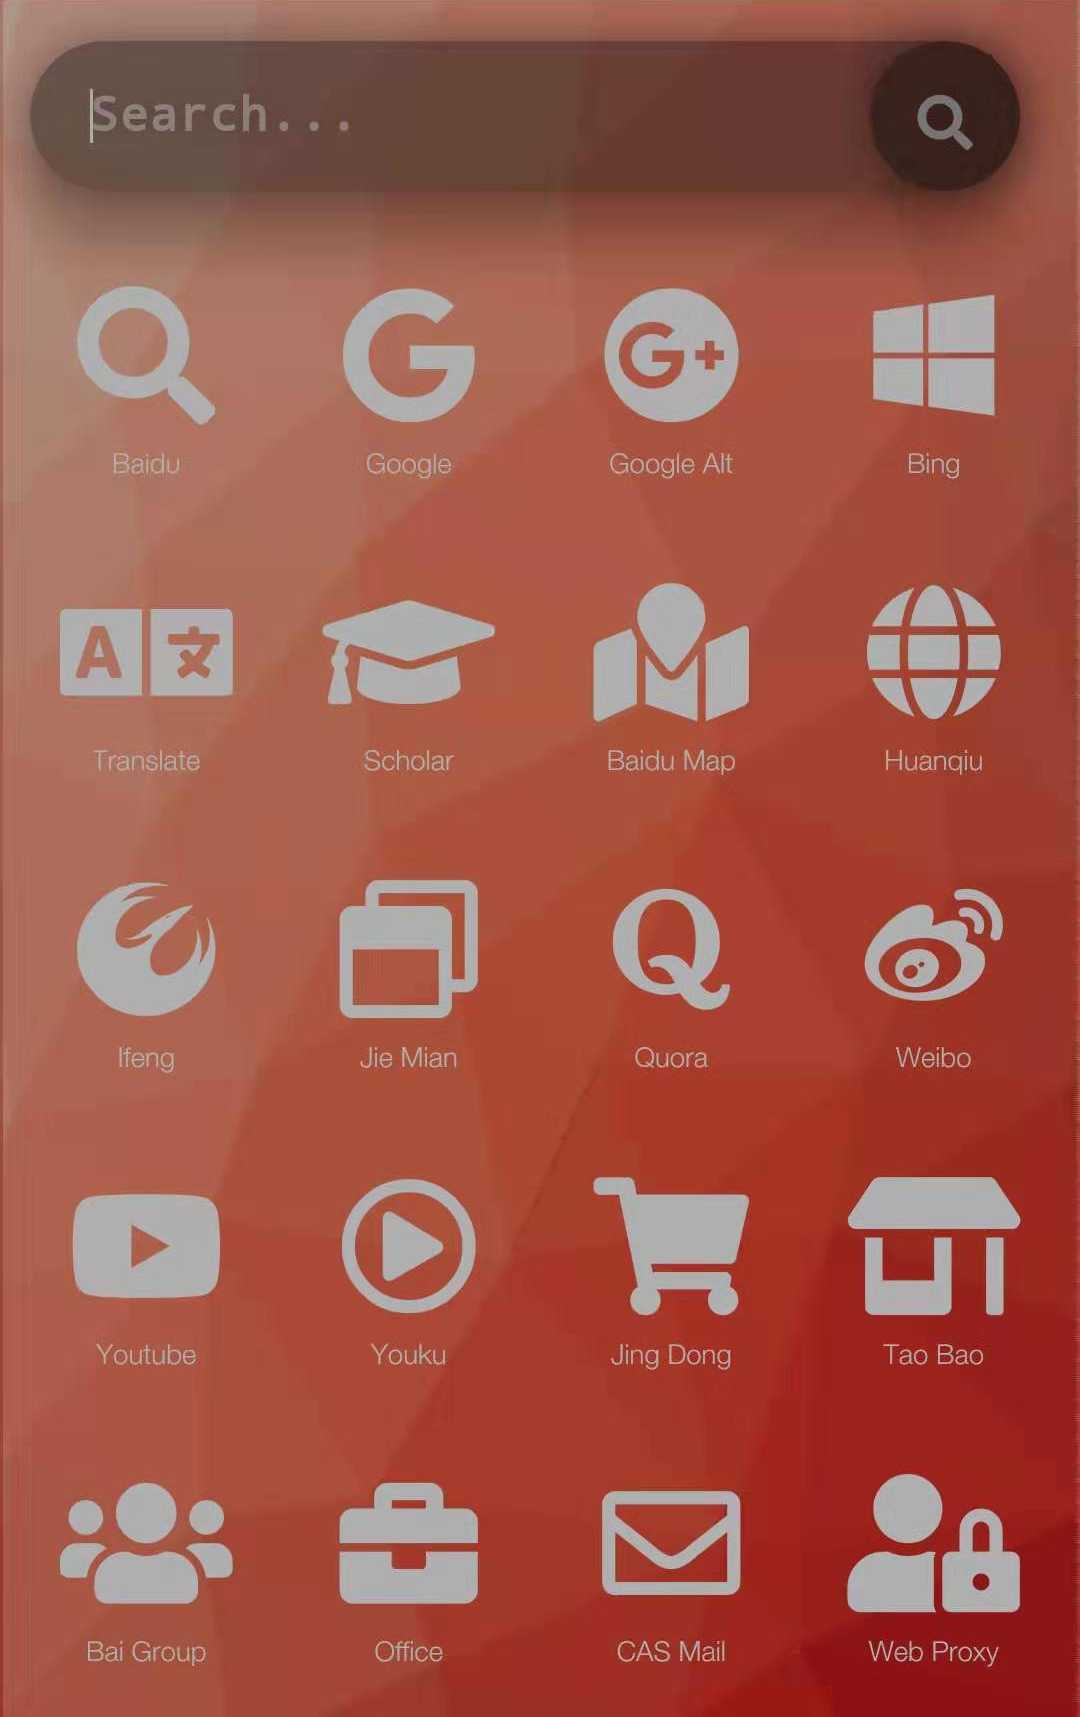 Search...
Baidu Google Google Alt Bing
A 文
Translate Scholar Baidu Map Huanqiu
Ifeng Jie Mian Quora Weibo
Youtube Youku Jing Dong Tao Bao
Bai Group Office CAS Mail Web Proxy